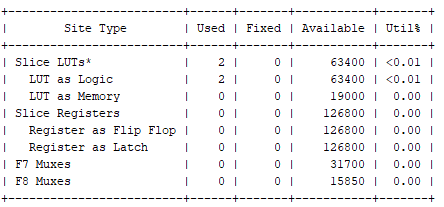 +-------------------------+------+-------+-----------+-------+
|        Site Type        | Used | Fixed | Available | Util% |
+-------------------------+------+-------+-----------+-------+
| Slice LUTs*             |    2 |     0 |     63400 | <0.01 |
|   LUT as Logic          |    2 |     0 |     63400 | <0.01 |
|   LUT as Memory         |    0 |     0 |     19000 |  0.00 |
| Slice Registers         |    0 |     0 |    126800 |  0.00 |
|   Register as Flip Flop |    0 |     0 |    126800 |  0.00 |
|   Register as Latch     |    0 |     0 |    126800 |  0.00 |
| F7 Muxes                |    0 |     0 |     31700 |  0.00 |
| F8 Muxes                |    0 |     0 |     15850 |  0.00 |
+-------------------------+------+-------+-----------+-------+